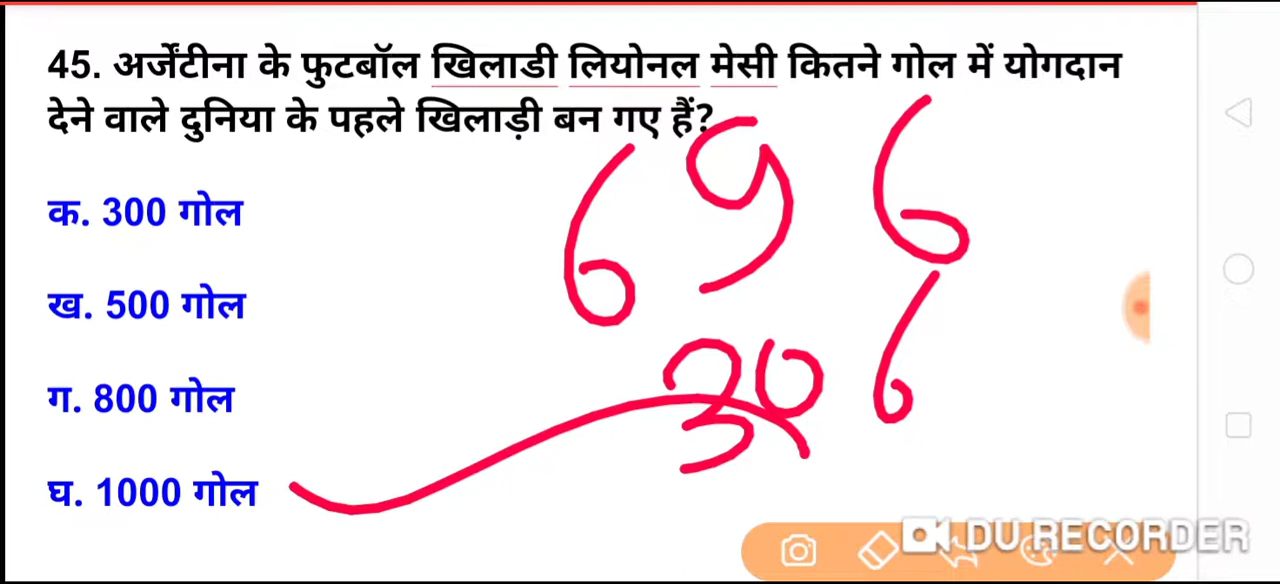 45. अर्जेंटीना के फुटबॉल खिलाडी लियोनल मेसी कितने गोल में योगदान
देने वाले दुनिया के पहले खिलाड़ी बन गए हैं?
696
क. 300 गोल
ख. 500 गोल
306
ग. 800 गोल
घ. 1000 गोल
DU RECORDER